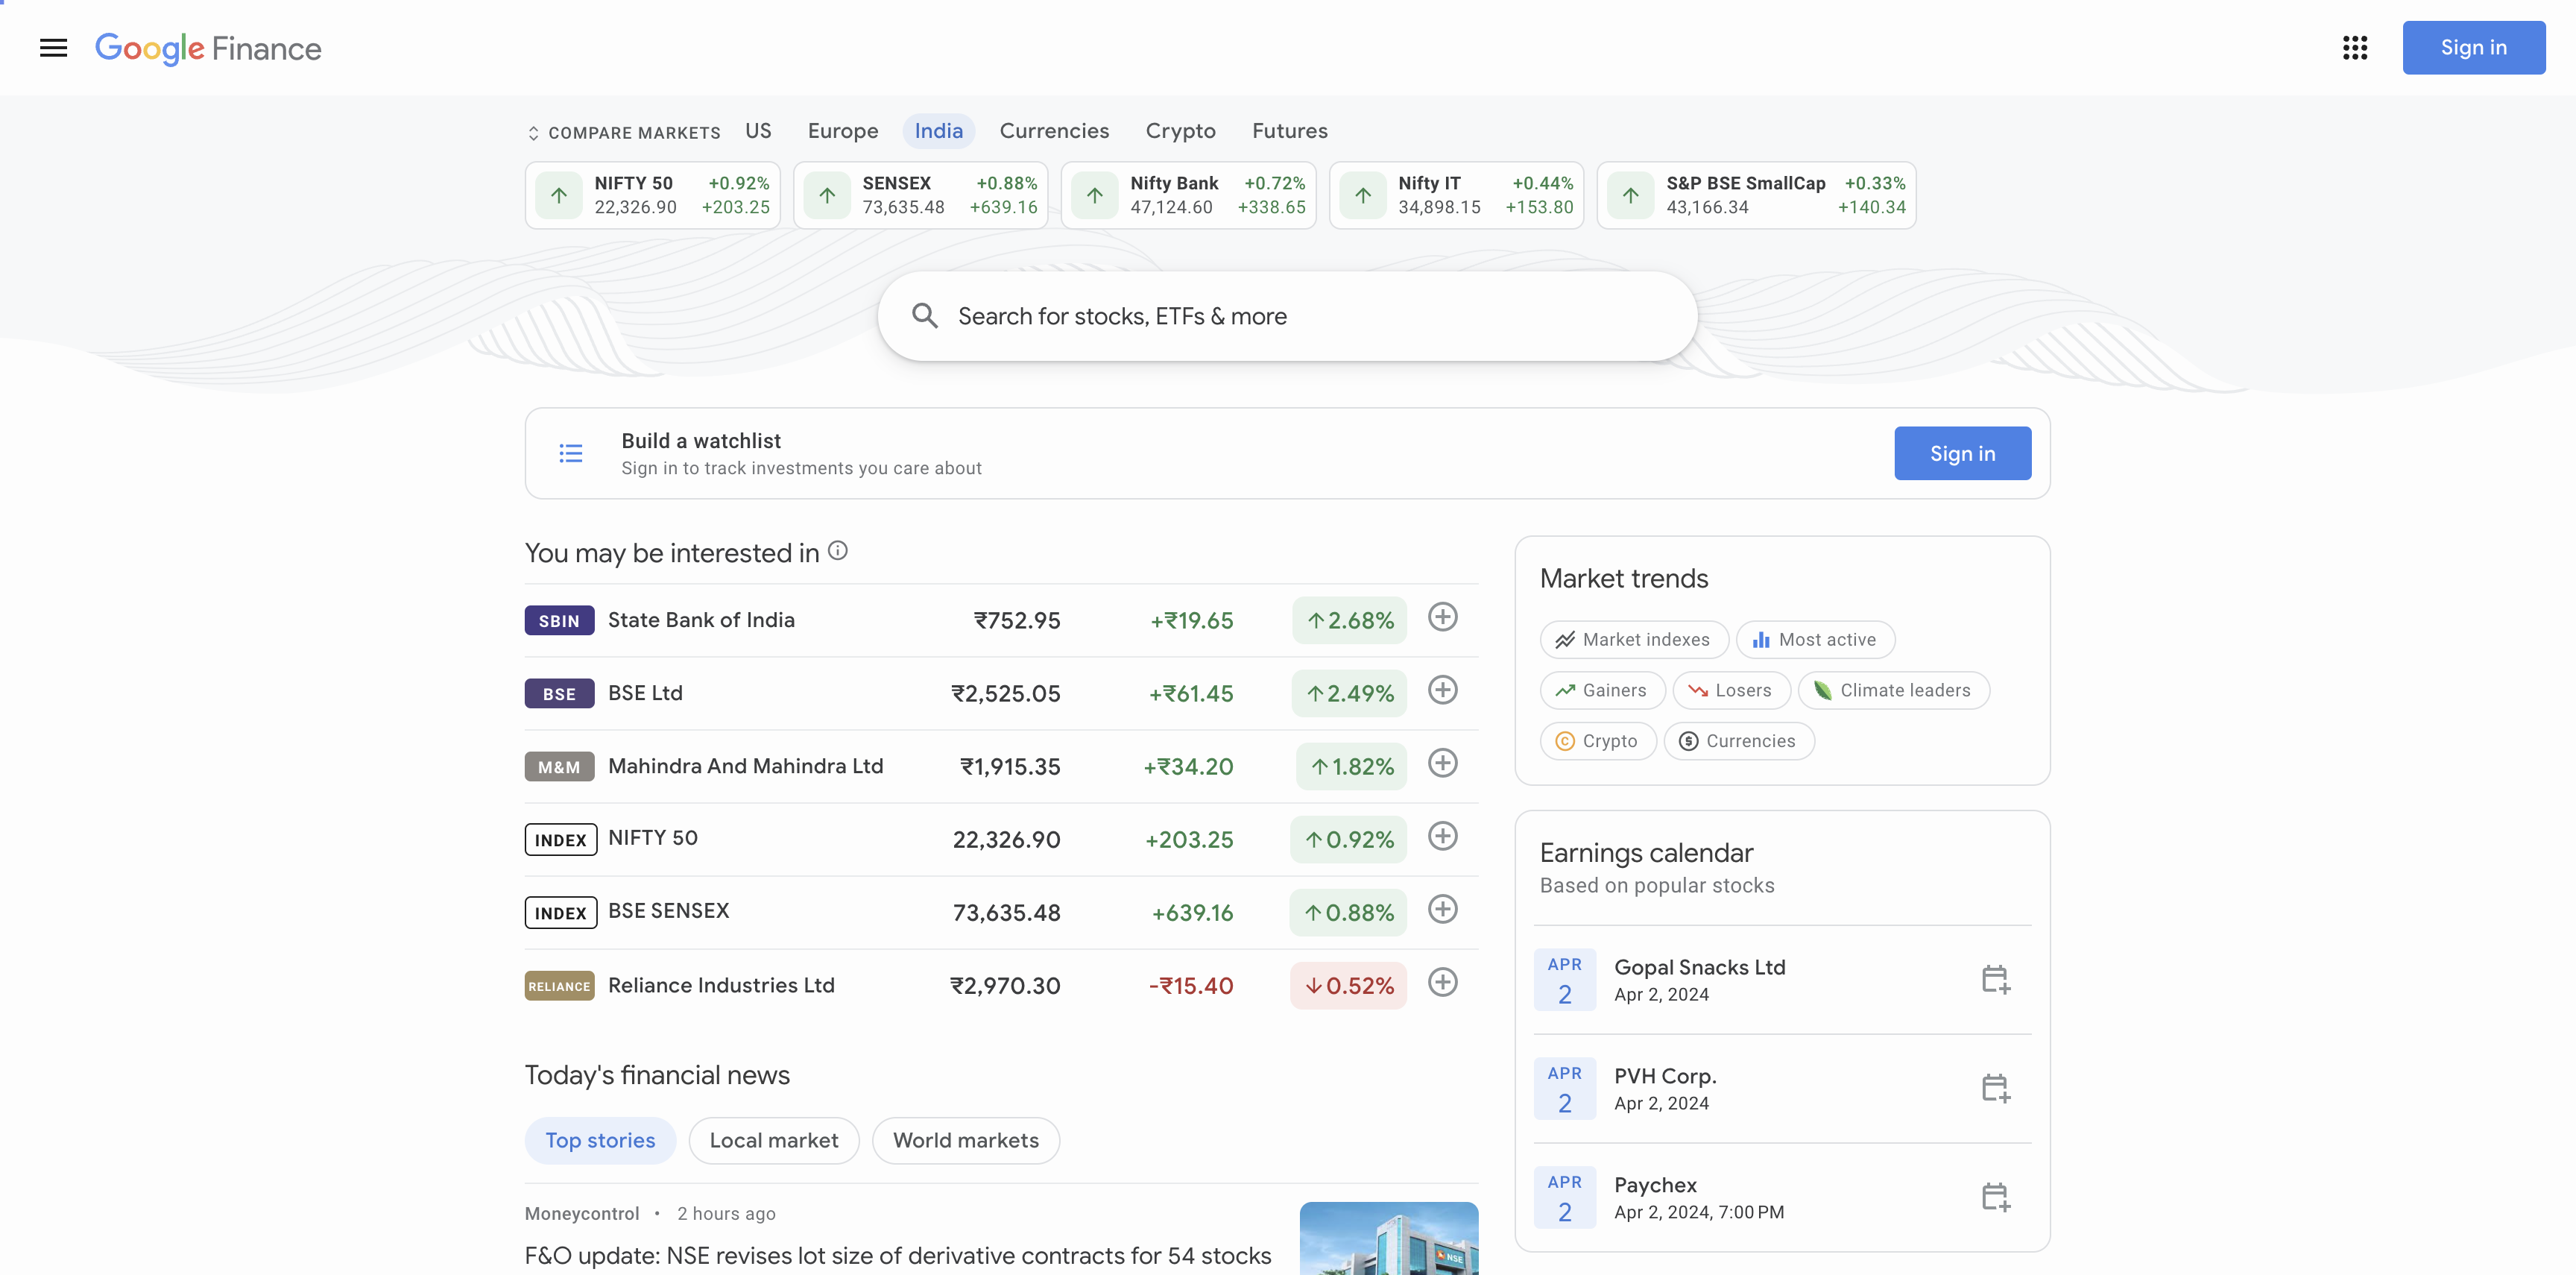 Google Finance
Sign in
COMPARE MARKETS US Europe India Currencies Crypto Futures
NIFTY 50 +0.92%
22,326.90 +203.25
SENSEX +0.88%
73,635.48 +639.16
Nifty Bank +0.72%
47,124.60 +338.65
Nifty IT +0.44%
34,898.15 +153.80
S&P BSE SmallCap +0.33%
43,166.34 +140.34
Search for stocks, ETFs & more
Build a watchlist
Sign in to track investments you care about
Sign in
You may be interested in
SBIN State Bank of India ₹752.95 +₹19.65 ↑2.68%
BSE BSE Ltd ₹2,525.05 +₹61.45 ↑2.49%
M&M Mahindra And Mahindra Ltd ₹1,915.35 +₹34.20 ↑1.82%
INDEX NIFTY 50 22,326.90 +203.25 ↑0.92%
INDEX BSE SENSEX 73,635.48 +639.16 ↑0.88%
RELIANCE Reliance Industries Ltd ₹2,970.30 -₹15.40 ↓0.52%
Today's financial news
Top stories Local market World markets
Moneycontrol • 2 hours ago
F&O update: NSE revises lot size of derivative contracts for 54 stocks
NSE
Market trends
Market indexes Most active
Gainers Losers Climate leaders
Crypto Currencies
Earnings calendar
Based on popular stocks
APR
2
Gopal Snacks Ltd
Apr 2, 2024
APR
2
PVH Corp.
Apr 2, 2024
APR
2
Paychex
Apr 2, 2024, 7:00 PM